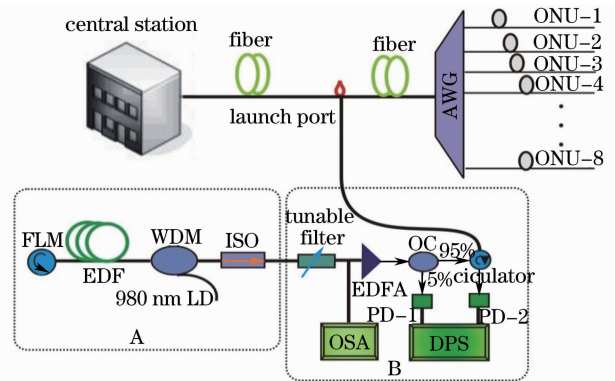 central station
fiber
fiber
launch port
AWG
ONU-1
ONU-2
ONU-3
ONU-4
ONU-8
FLM
EDF
WDM
980 nm LD
ISO
A
tunable
filter
EDFA
OC
95%
5%
ciqulator
PD-1
PD-2
OSA
DPS
B